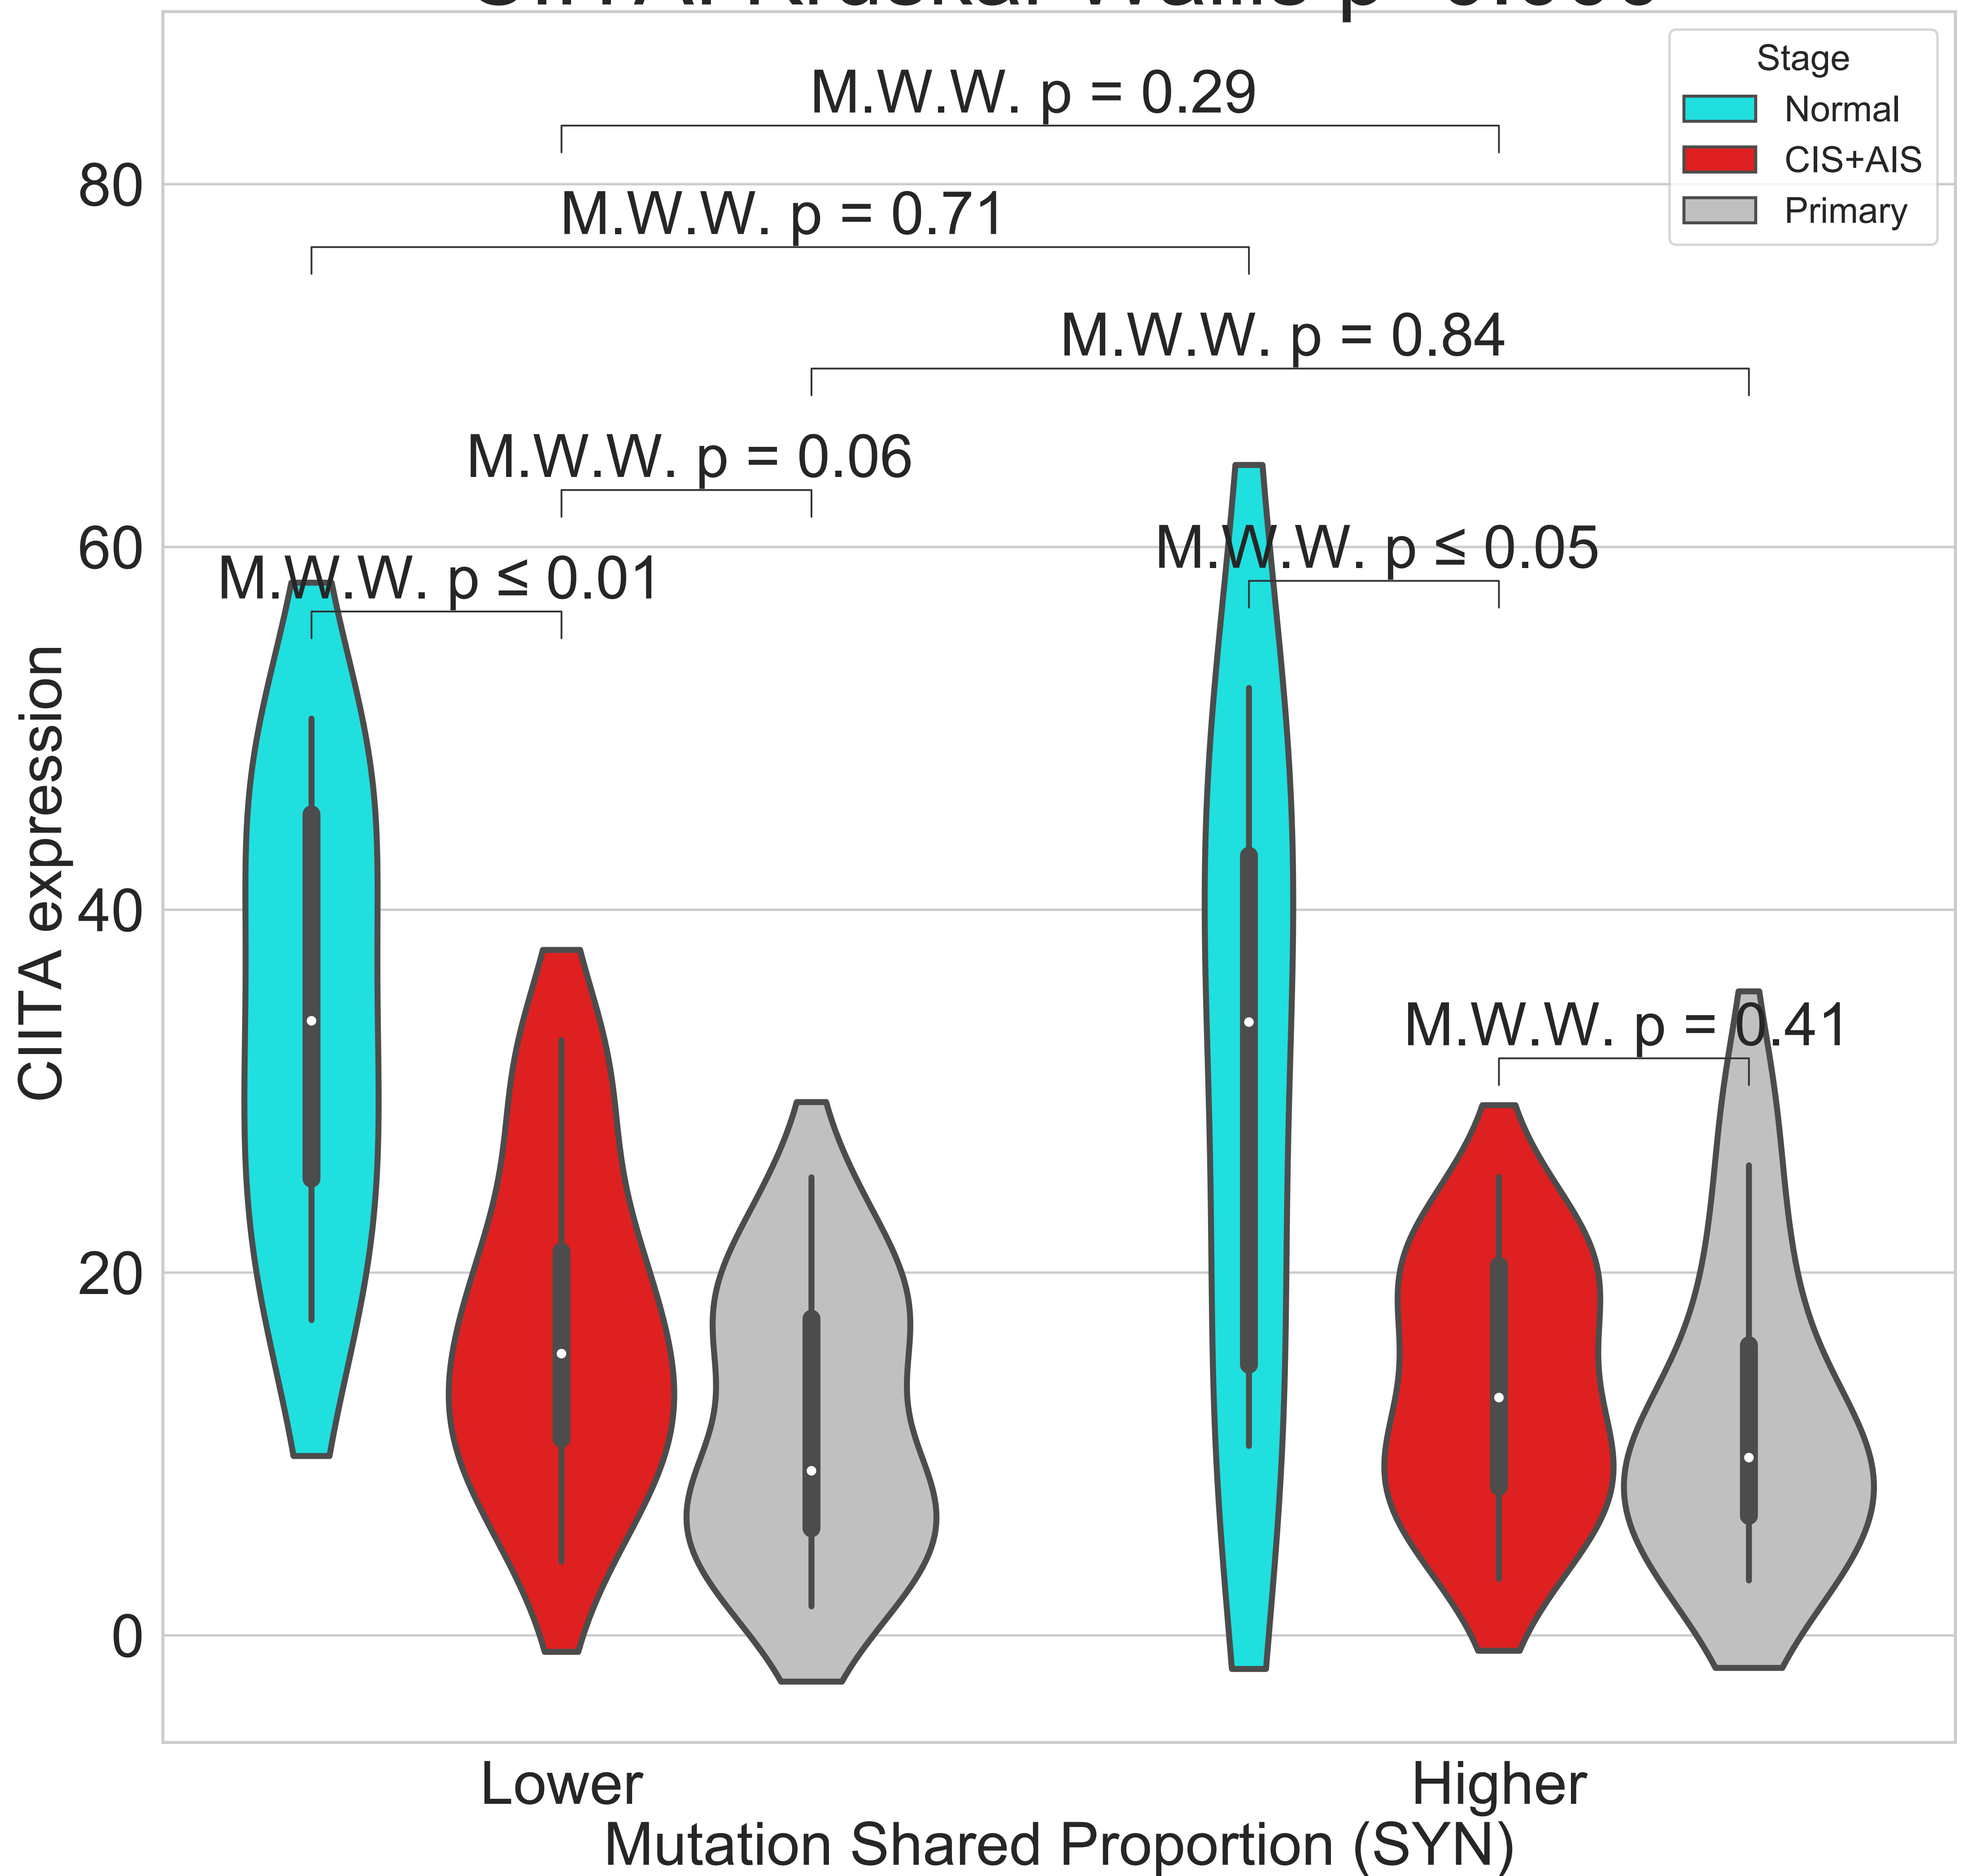 Stage
Normal
CIS+AIS
Primary
M.W.W. p = 0.29
M.W.W. p = 0.71
M.W.W. p = 0.84
M.W.W. p = 0.06
M.W.W. p ≤ 0.01
M.W.W. p ≤ 0.05
M.W.W. p = 0.41
80
60
40
20
0
CIITA expression
Lower
Higher
Mutation Shared Proportion (SYN)